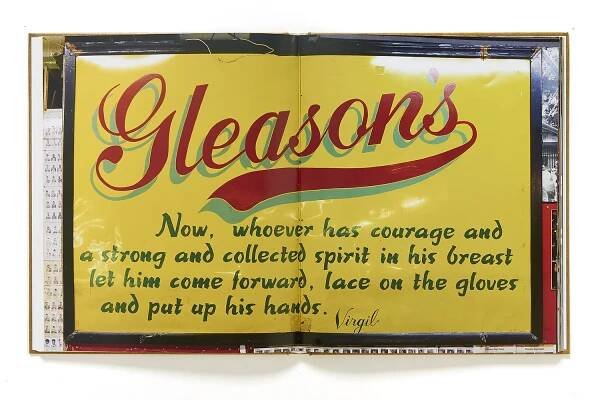 Gleason's
Now, whoever has courage and
a strong and collected spirit in his breast
let him come forward, lace on the gloves
and put up his hands.
Virgil